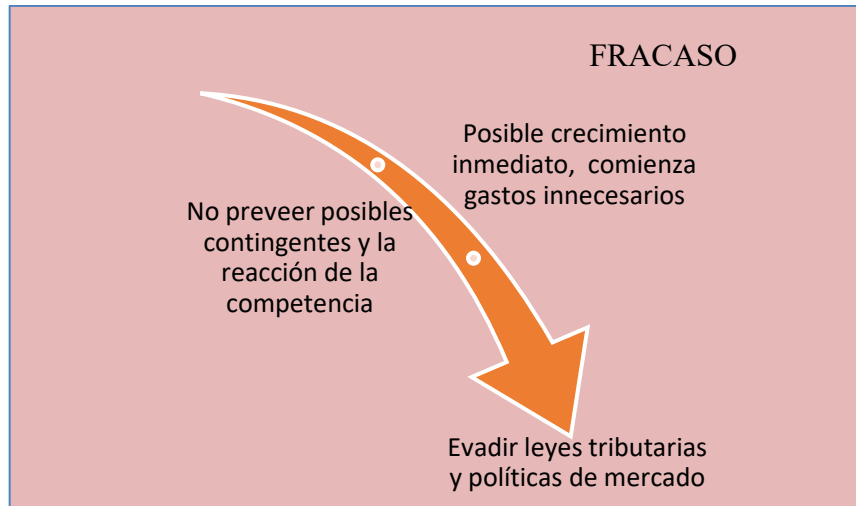 FRACASO
Posible crecimiento
inmediato, comienza
gastos innecesarios
No preveer posibles
contingentes y la
reacción de la
competencia
Evadir leyes tributarias
y políticas de mercado